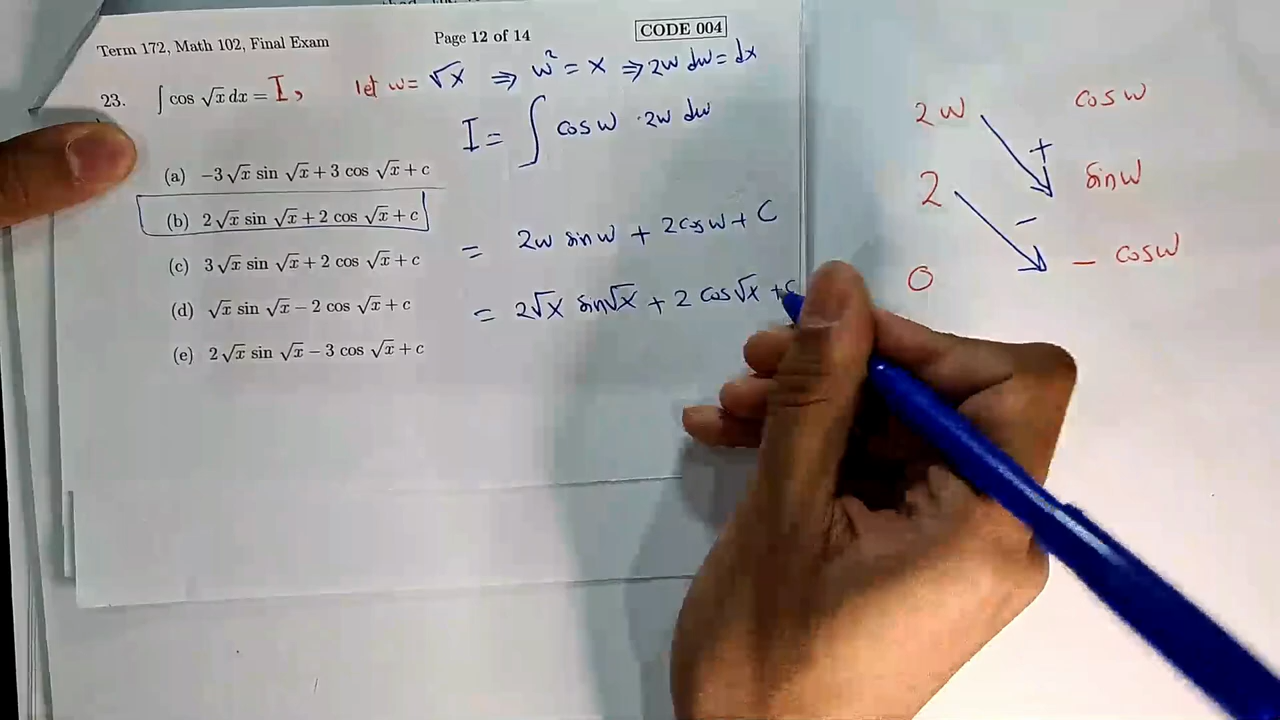 Term 172, Math 102, Final Exam Page 12 of 14 CODE 004
23. ∫ cos √x dx = I, let w = √x ⇒ w² = x ⇒ 2w dw = dx
I = ∫ cos w · 2w dw
(a) −3 √x sin √x + 3 cos √x + c
(b) 2 √x sin √x + 2 cos √x + c
= 2w sin w + 2 cos w + C
(c) 3 √x sin √x + 2 cos √x + c
(d) √x sin √x − 2 cos √x + c
= 2√x sin√x + 2 cos√x + C
(e) 2 √x sin √x − 3 cos √x + c
2w cos w
+
2 sin w
−
0 − cos w